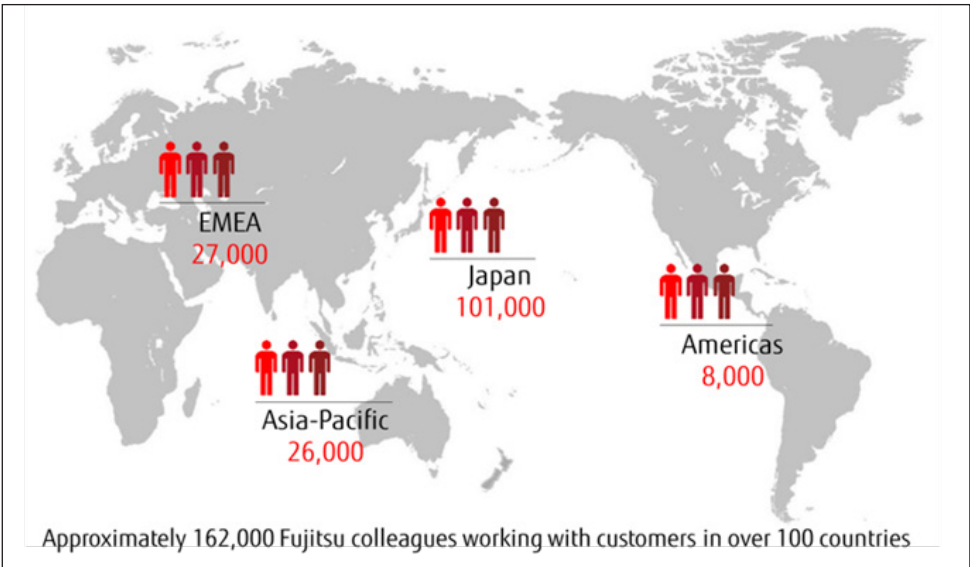 EMEA
27,000
Japan
101,000
Americas
8,000
Asia-Pacific
26,000
Approximately 162,000 Fujitsu colleagues working with customers in over 100 countries